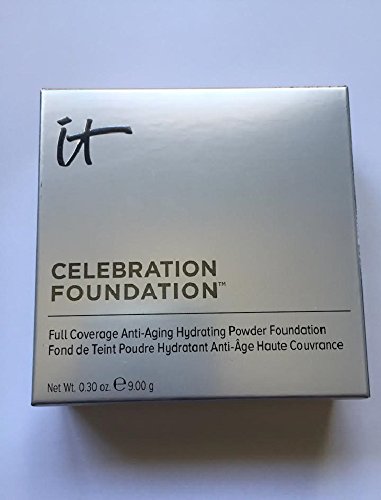 it
CELEBRATION
FOUNDATION™
Full Coverage Anti-Aging Hydrating Powder Foundation
Fond de Teint Poudre Hydratant Anti-Âge Haute Couvrance
Net Wt. 0.30 oz. ℮ 9.00 g